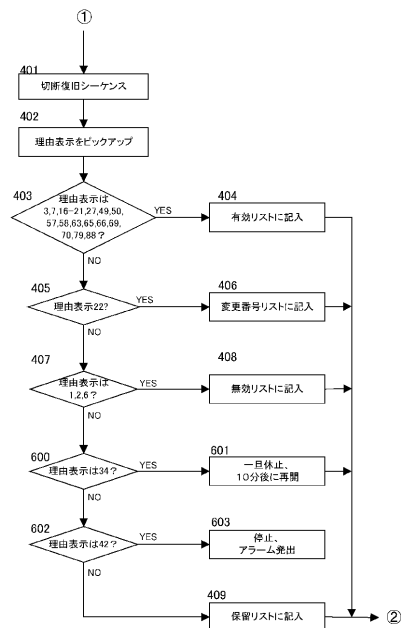 ①
401
切断復旧シーケンス
402
理由表示をピックアップ
403
理由表示は
3,7,16-21,27,49,50,
57,58,63,65,66,69,
70,79,88？
YES
404
有効リストに記入
NO
405
理由表示22?
YES
406
変更番号リストに記入
NO
407
理由表示は
1,2,6？
YES
408
無効リストに記入
NO
600
理由表示は34？
YES
601
一旦休止、
10分後に再開
NO
602
理由表示は42？
YES
603
停止、
アラーム発出
NO
409
保留リストに記入
②